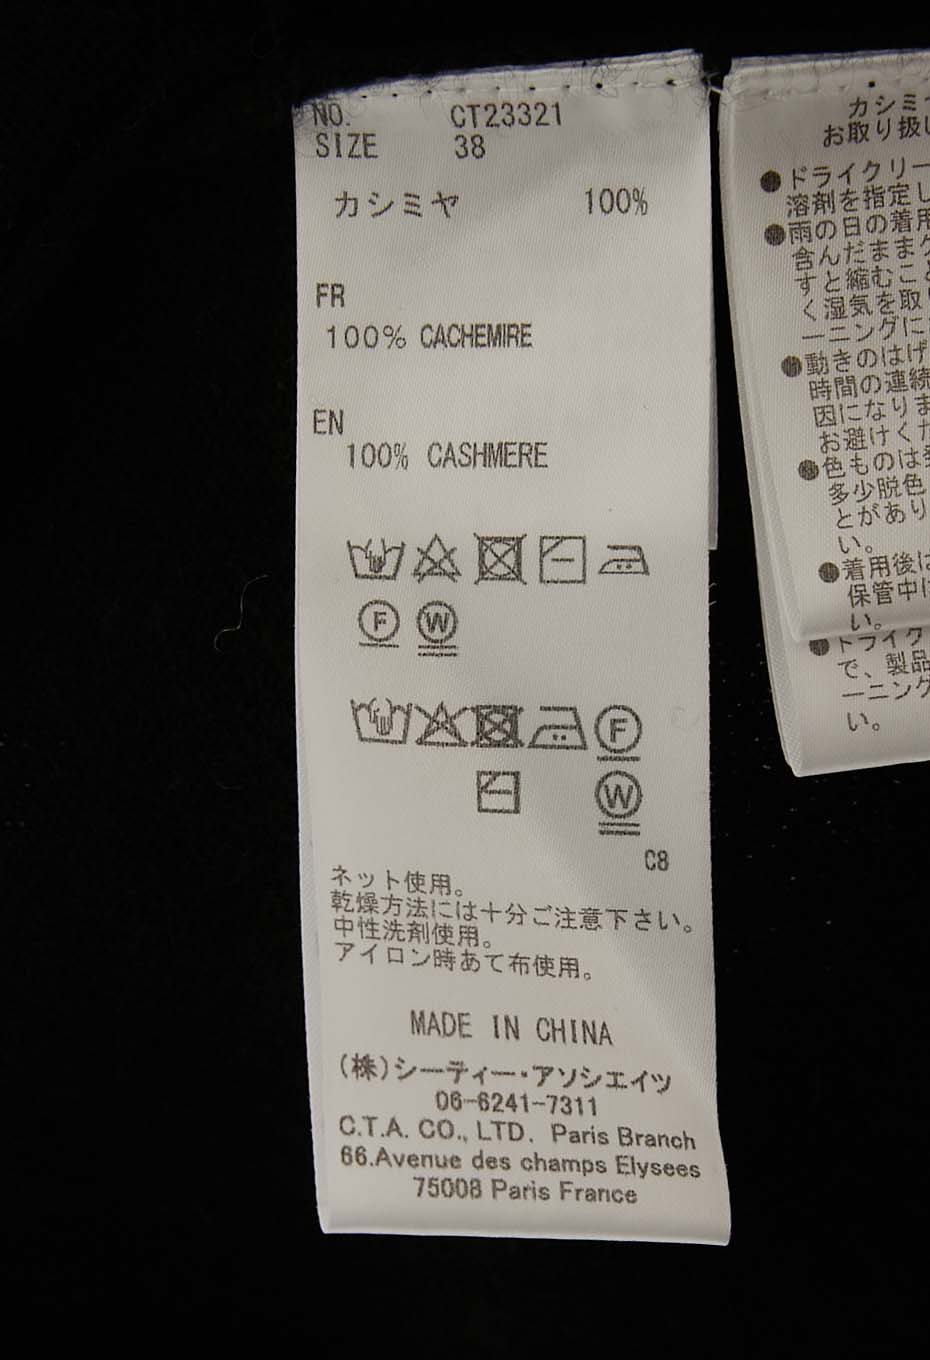 NO. CT23321
SIZE 38
カシミヤ 100%
FR
100% CACHEMIRE
EN
100% CASHMERE
F W
F
W
C8
ネット使用。
乾燥方法には十分ご注意下さい。
中性洗剤使用。
アイロン時あて布使用。
MADE IN CHINA
(株)シーティー・アソシエイツ
06-6241-7311
C.T.A. CO., LTD. Paris Branch
66.Avenue des champs Elysees
75008 Paris France
カシミヤ
お取り扱い
●ドライクリー
溶剤を指定し
●雨の日の着用
含んだまま
すと縮むこ
く湿気を取
ーニングに
●動きのはげ
時間の連続
因になりま
お避けくだ
●色ものは
多少脱色
とがあり
い。
●着用後は
保管中に
い。
●ドライク
で、製品
ーニング
い。